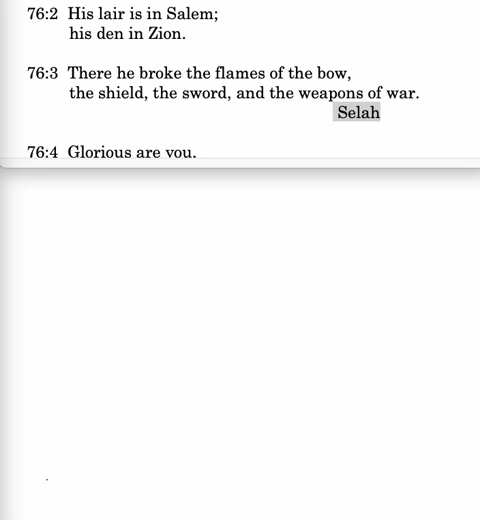 76:2 His lair is in Salem;
his den in Zion.
76:3 There he broke the flames of the bow,
the shield, the sword, and the weapons of war.
Selah
76:4 Glorious are you.